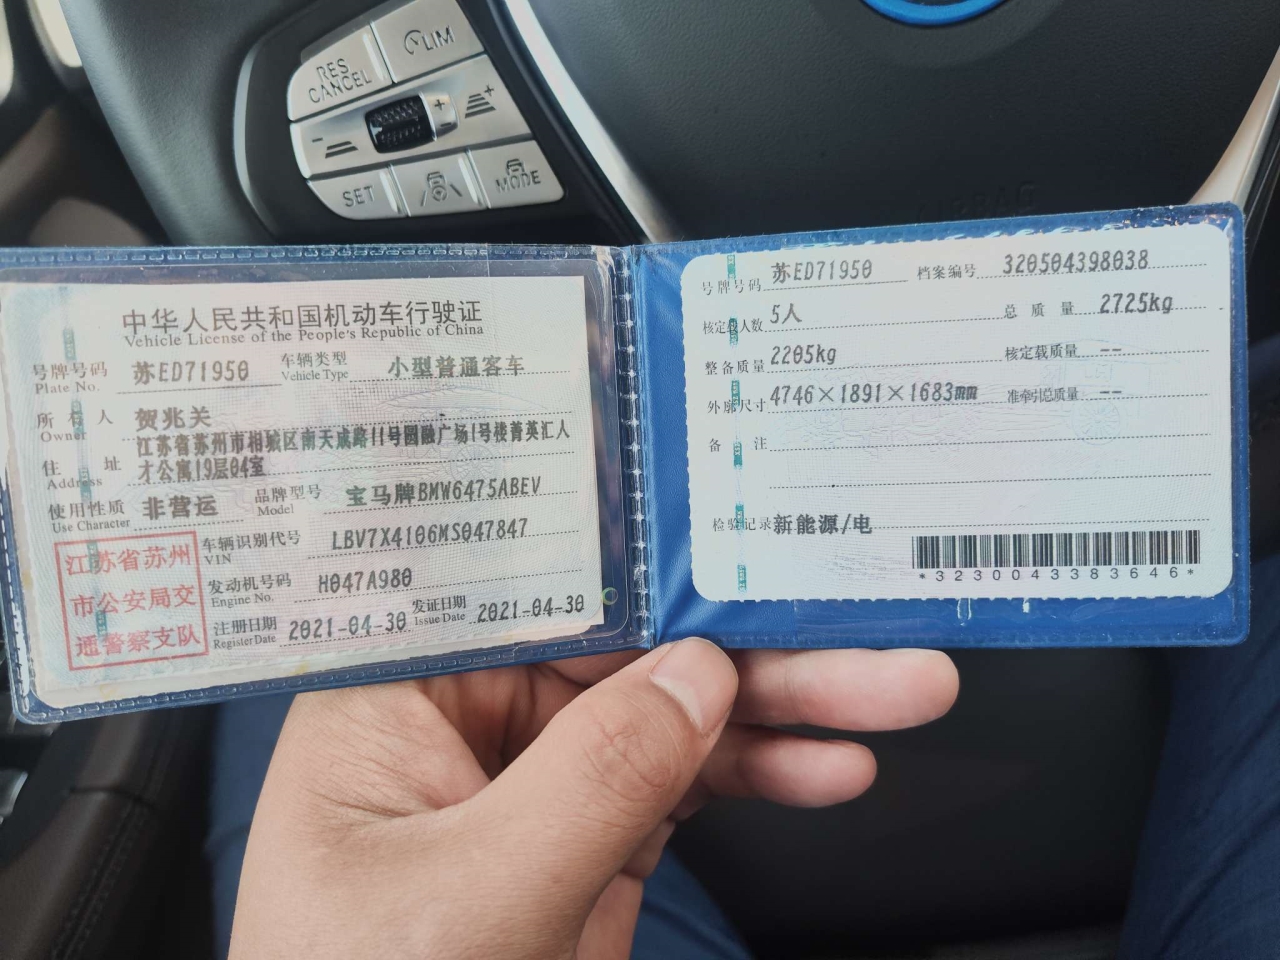 RES
CANCEL
LIM
+
-
+
SET
MODE
中华人民共和国机动车行驶证
Vehicle License of the People's Republic of China
号牌号码 苏ED71950 车辆类型 小型普通客车
Plate No. Vehicle Type
所有人 贺兆关
Owner
住址 江苏省苏州市相城区南天成路11号圆融广场1号楼菁英汇人
Address 才公寓19层04室
使用性质 非营运 品牌型号 宝马牌BMW6475ABEV
Use Character Model
车辆识别代号 LBV7X4106MS047847
VIN
发动机号码 H047A980
Engine No.
注册日期 2021-04-30 发证日期 2021-04-30
Register Date Issue Date
江苏省苏州
市公安局交
通警察支队
号牌号码 苏ED71950 档案编号 320504398038
核定载人数 5人 总质量 2725kg
整备质量 2205kg 核定载质量 --
外廓尺寸 4746×1891×1683mm 准牵引总质量 --
备注
检验记录 新能源/电
*3230043383646*